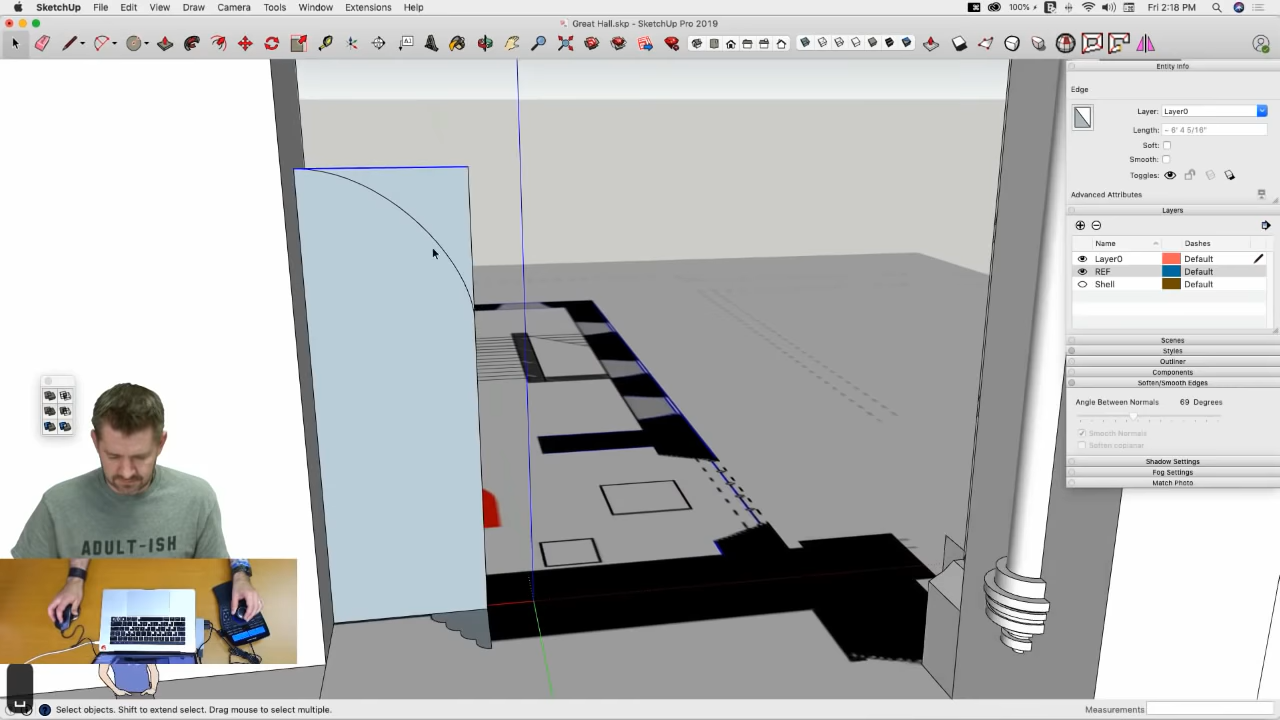 SketchUp File Edit View Draw Camera Tools Window Extensions Help 100% Fri 2:18 PM
Great Hall.skp - SketchUp Pro 2019
Entity Info
Edge
Layer: Layer0
Length: ~ 6' 4 5/16"
Soft:
Smooth:
Toggles:
Advanced Attributes
Layers
Name Dashes
Layer0 Default
REF Default
Shell Default
Scenes
Styles
Outliner
Components
Soften/Smooth Edges
Angle Between Normals 69 Degrees
Smooth Normals
Soften coplanar
Shadow Settings
Fog Settings
Match Photo
ADULT-ISH
Select objects. Shift to extend select. Drag mouse to select multiple. Measurements